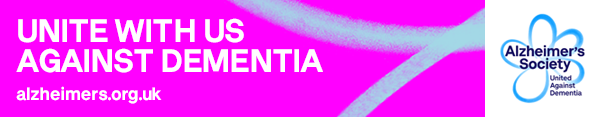 UNITE WITH US
AGAINST DEMENTIA
alzheimers.org.uk
Alzheimer's
Society
United
Against
Dementia